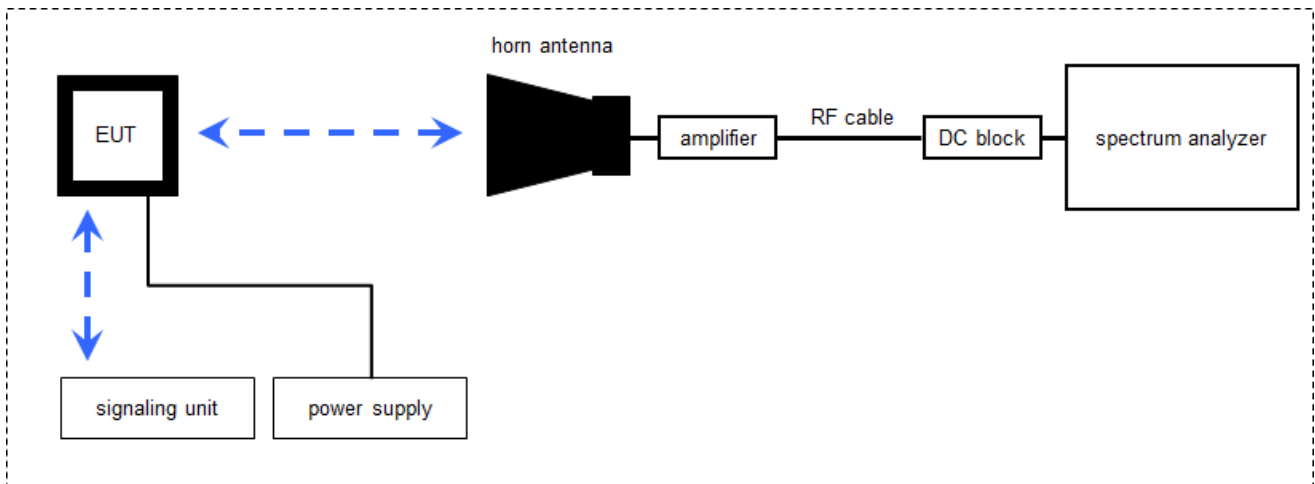 horn antenna
EUT
amplifier
RF cable
DC block
spectrum analyzer
signaling unit
power supply